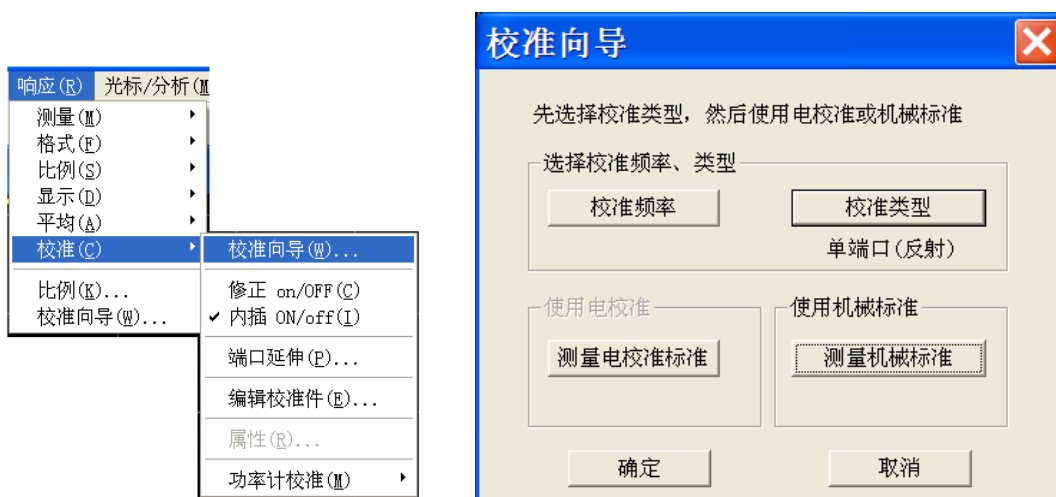 响应(R) 光标/分析(M
测量(M)
格式(F)
比例(S)
显示(D)
平均(A)
校准(C)
比例(K)...
校准向导(W)...
校准向导(W)...
修正 on/OFF(C)
✓ 内插 ON/off(I)
端口延伸(P)...
编辑校准件(E)...
属性(R)...
功率计校准(M)
校准向导
先选择校准类型，然后使用电校准或机械标准
选择校准频率、类型
校准频率 校准类型
单端口(反射)
使用电校准 使用机械标准
测量电校准标准 测量机械标准
确定 取消